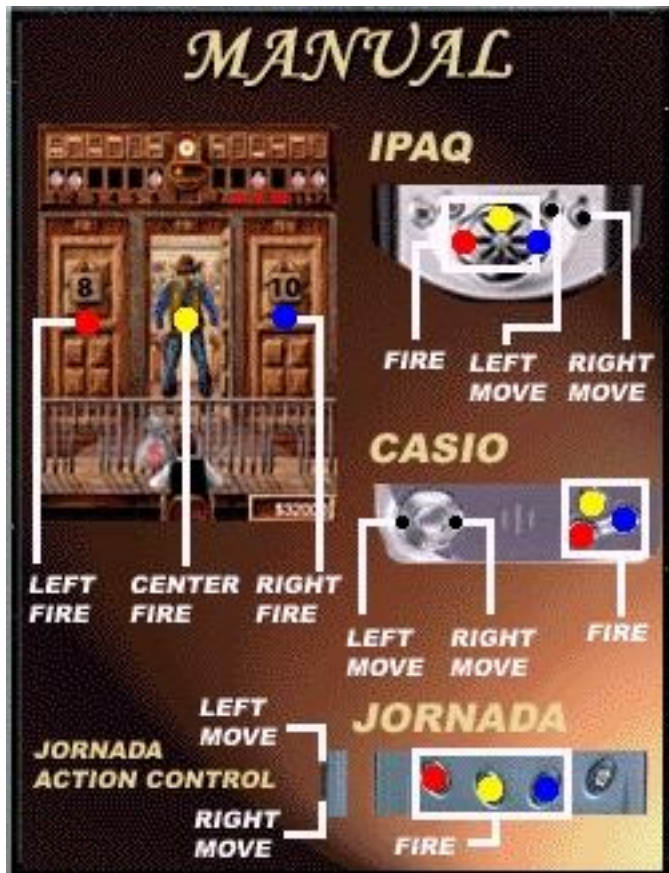 MANUAL
IPAQ
8
10
FIRE
LEFT
MOVE
RIGHT
MOVE
CASIO
$3200
LEFT
FIRE
CENTER
FIRE
RIGHT
FIRE
LEFT
MOVE
RIGHT
MOVE
FIRE
LEFT
MOVE
JORNADA
JORNADA
ACTION CONTROL
RIGHT
MOVE
FIRE